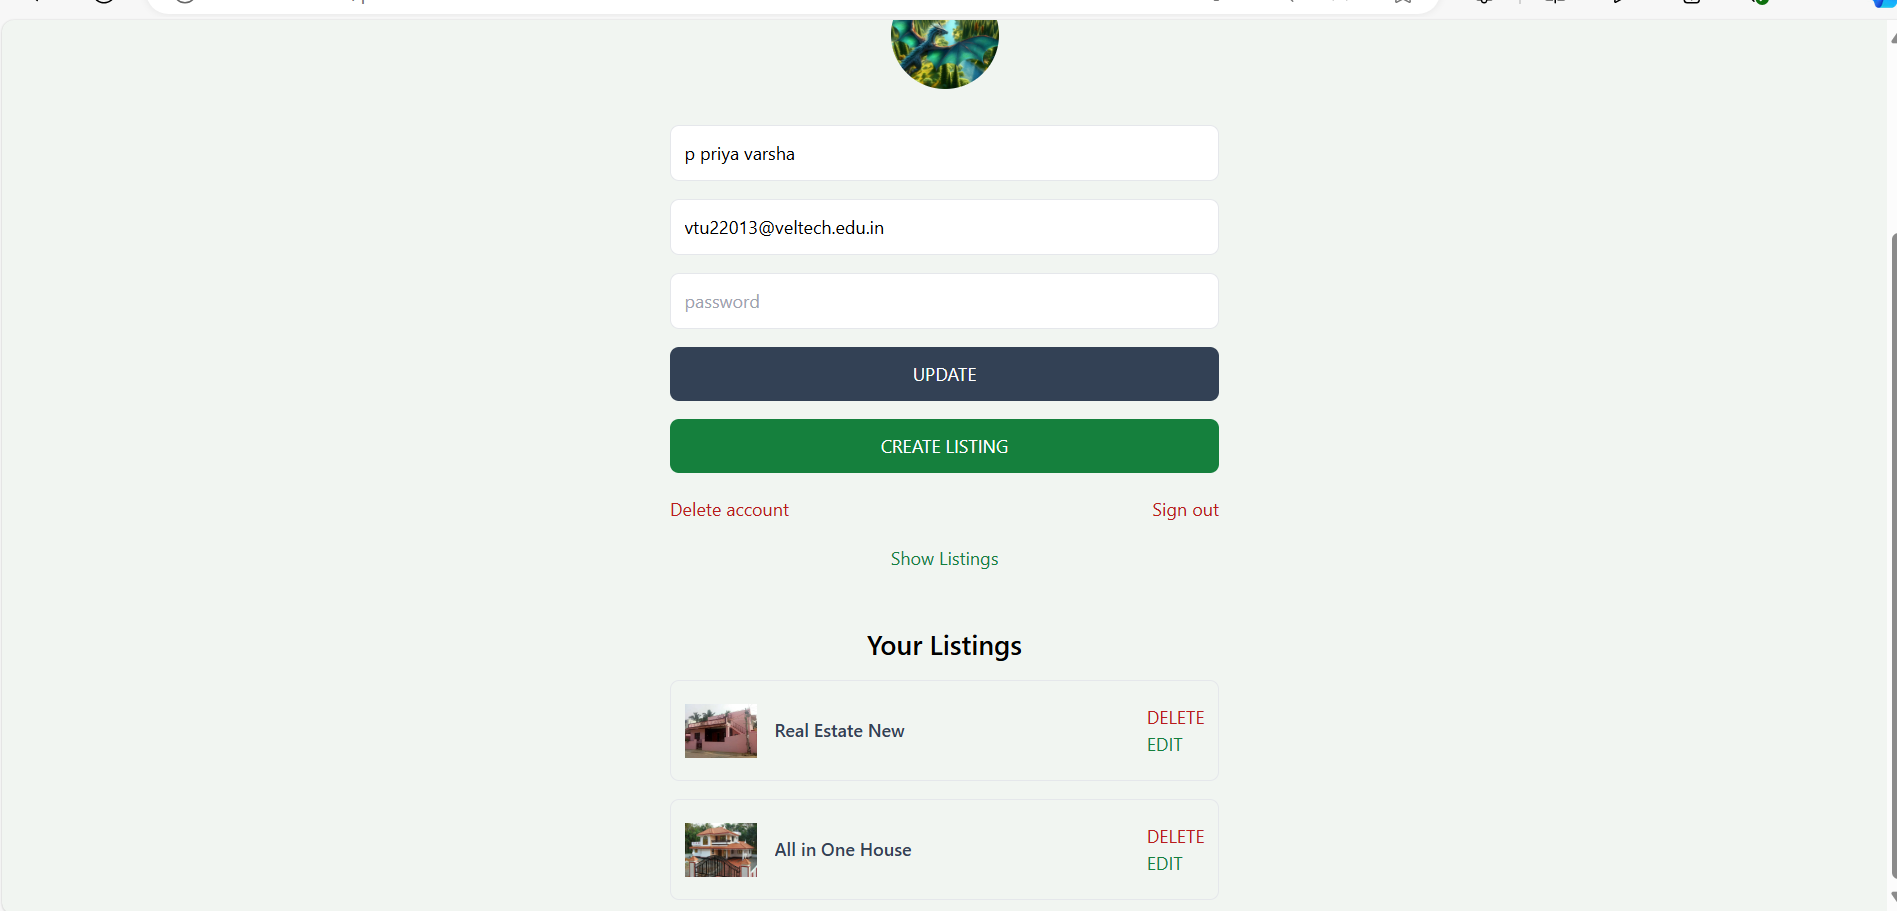 p priya varsha
vtu22013@veltech.edu.in
password
UPDATE
CREATE LISTING
Delete account
Sign out
Show Listings
Your Listings
Real Estate New
DELETE
EDIT
All in One House
DELETE
EDIT